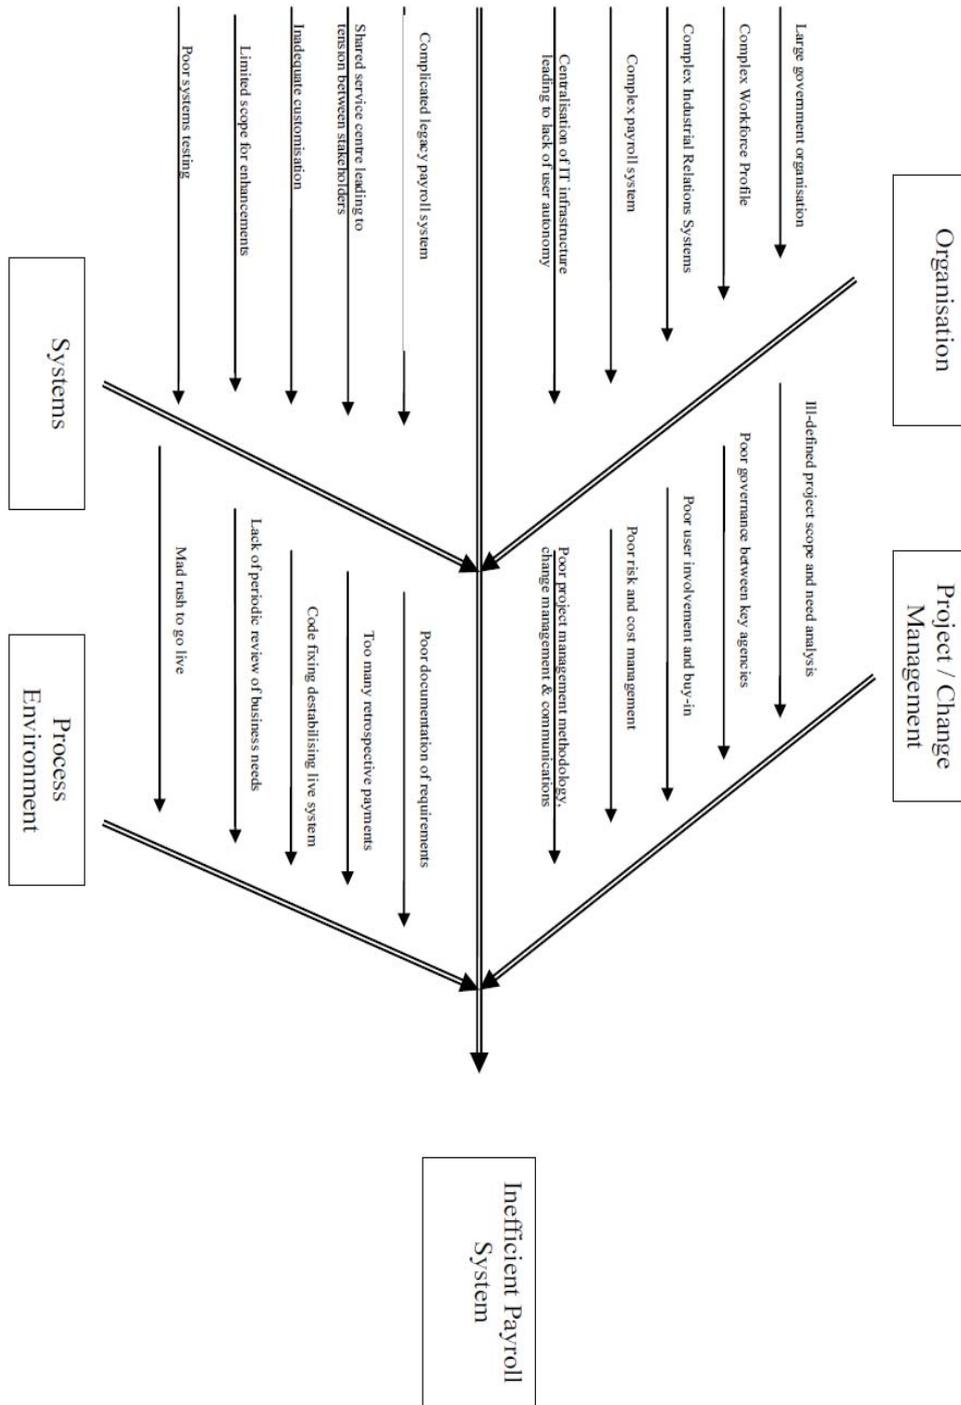 Organisation
Project / Change
Management
Large government organisation
Complex Workforce Profile
Complex Industrial Relations Systems
Complex payroll system
Centralisation of IT infrastructure
leading to lack of user autonomy
Ill-defined project scope and need analysis
Poor governance between key agencies
Poor user involvement and buy-in
Poor risk and cost management
Poor project management methodology,
change management & communications
Inefficient Payroll
System
Complicated legacy payroll system
Shared service centre leading to
tension between stakeholders
Inadequate customisation
Limited scope for enhancements
Poor systems testing
Poor documentation of requirements
Too many retrospective payments
Code fixing destabilising live system
Lack of periodic review of business needs
Mad rush to go live
Systems
Process
Environment